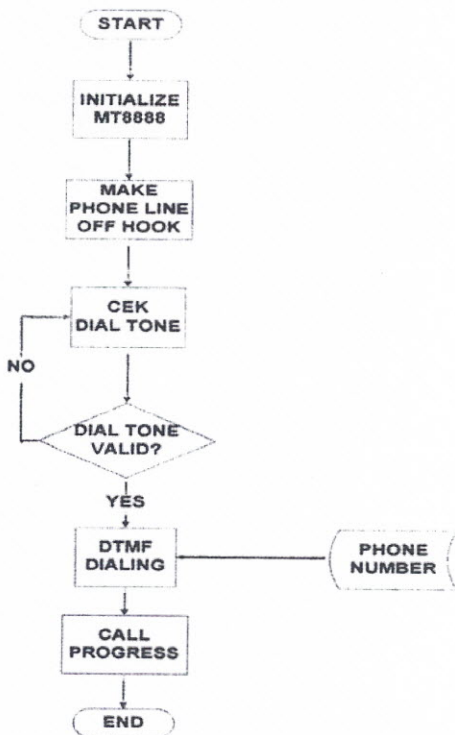 START
INITIALIZE
MT8888
MAKE
PHONE LINE
OFF HOOK
CEK
DIAL TONE
NO
DIAL TONE
VALID?
YES
DTMF
DIALING
PHONE
NUMBER
CALL
PROGRESS
END